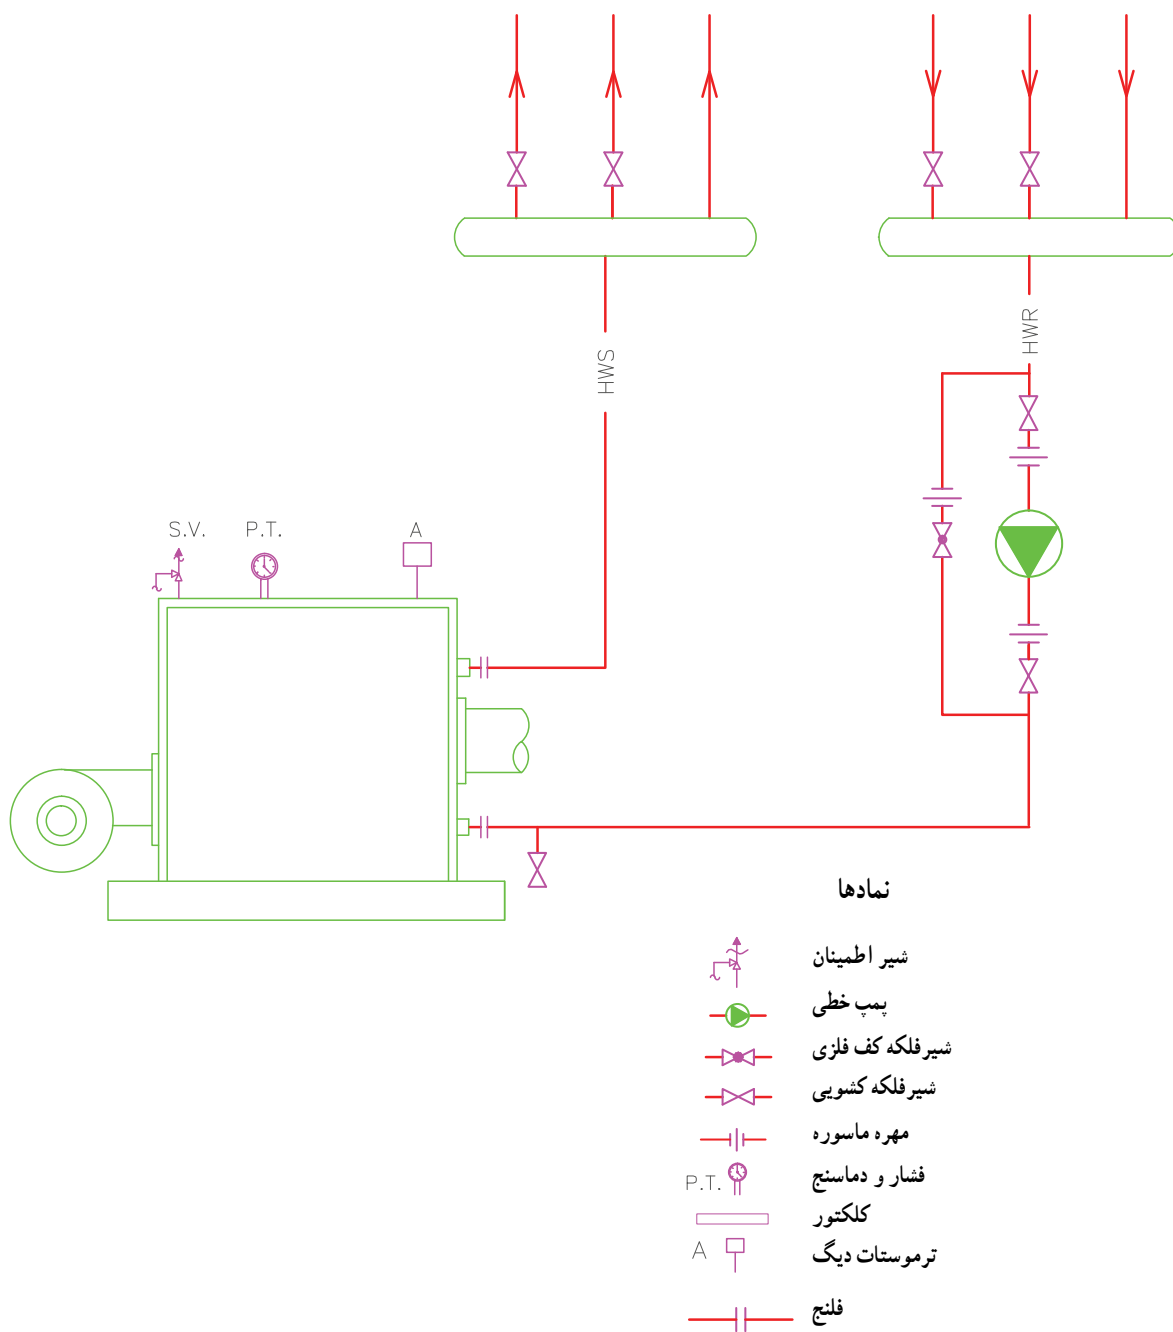 HWS
HWR
S.V.
P.T.
A
نمادها
شیر اطمینان
پمپ خطی
شیرفلکه کف فلزی
شیرفلکه کشویی
مهره ماسوره
P.T. فشار و دماسنج
کلکتور
A ترموستات دیگ
فلنج